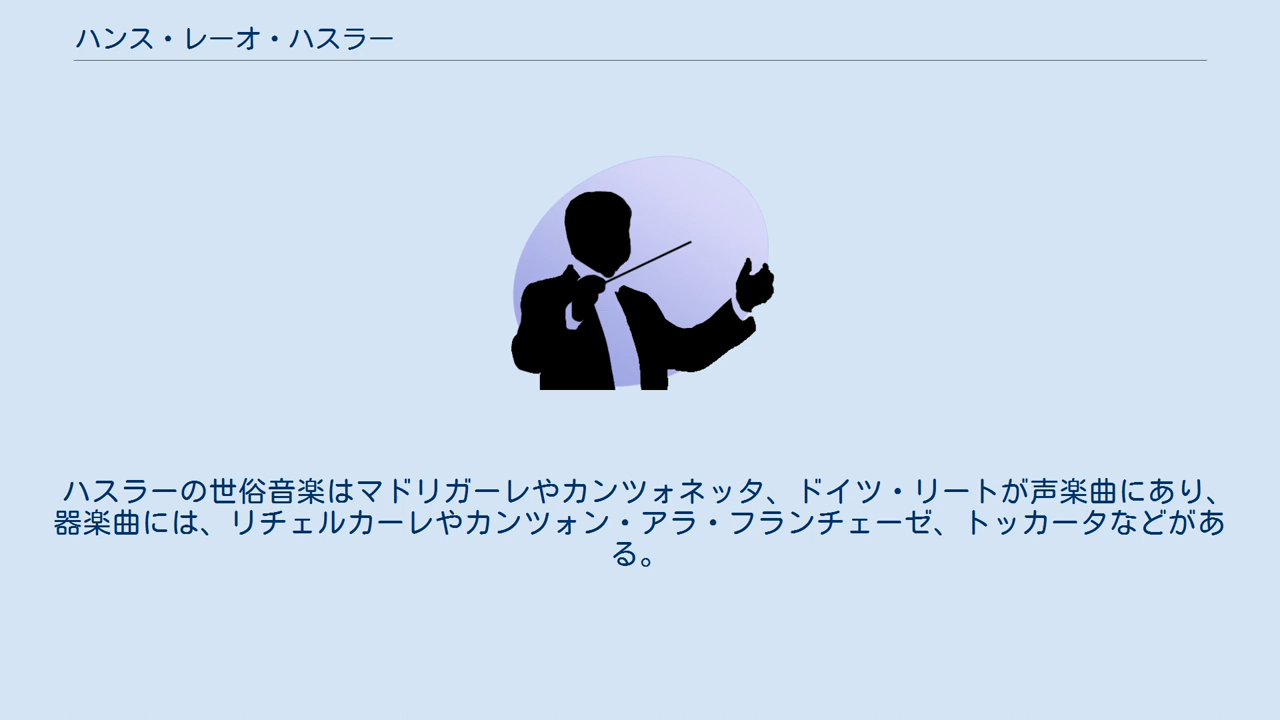 ハンス・レーオ・ハスラー
ハスラーの世俗音楽はマドリガーレやカンツォネッタ、ドイツ・リートが声楽曲にあり、
器楽曲には、リチェルカーレやカンツォン・アラ・フランチェーゼ、トッカータなどがあ
る。